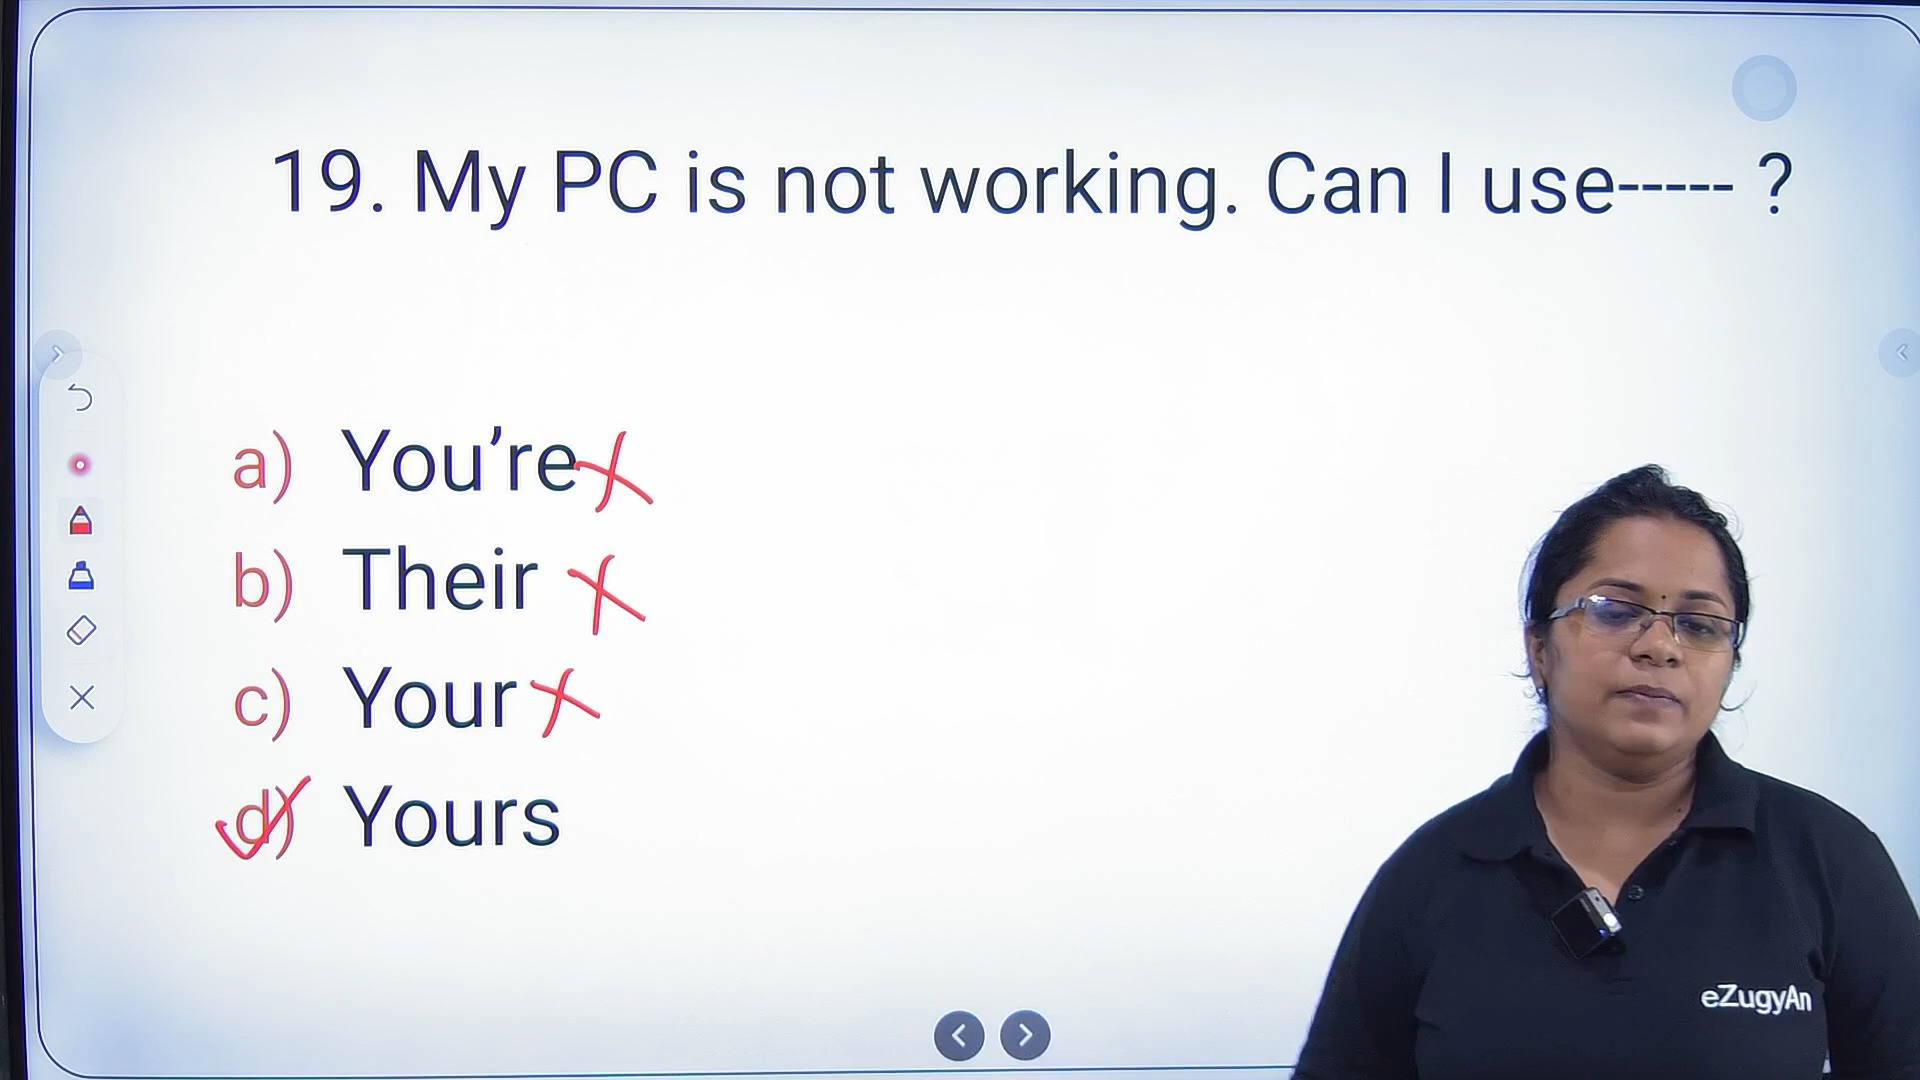 19. My PC is not working. Can I use----- ?
a) You’re
b) Their
c) Your
d) Yours
eZugyAn